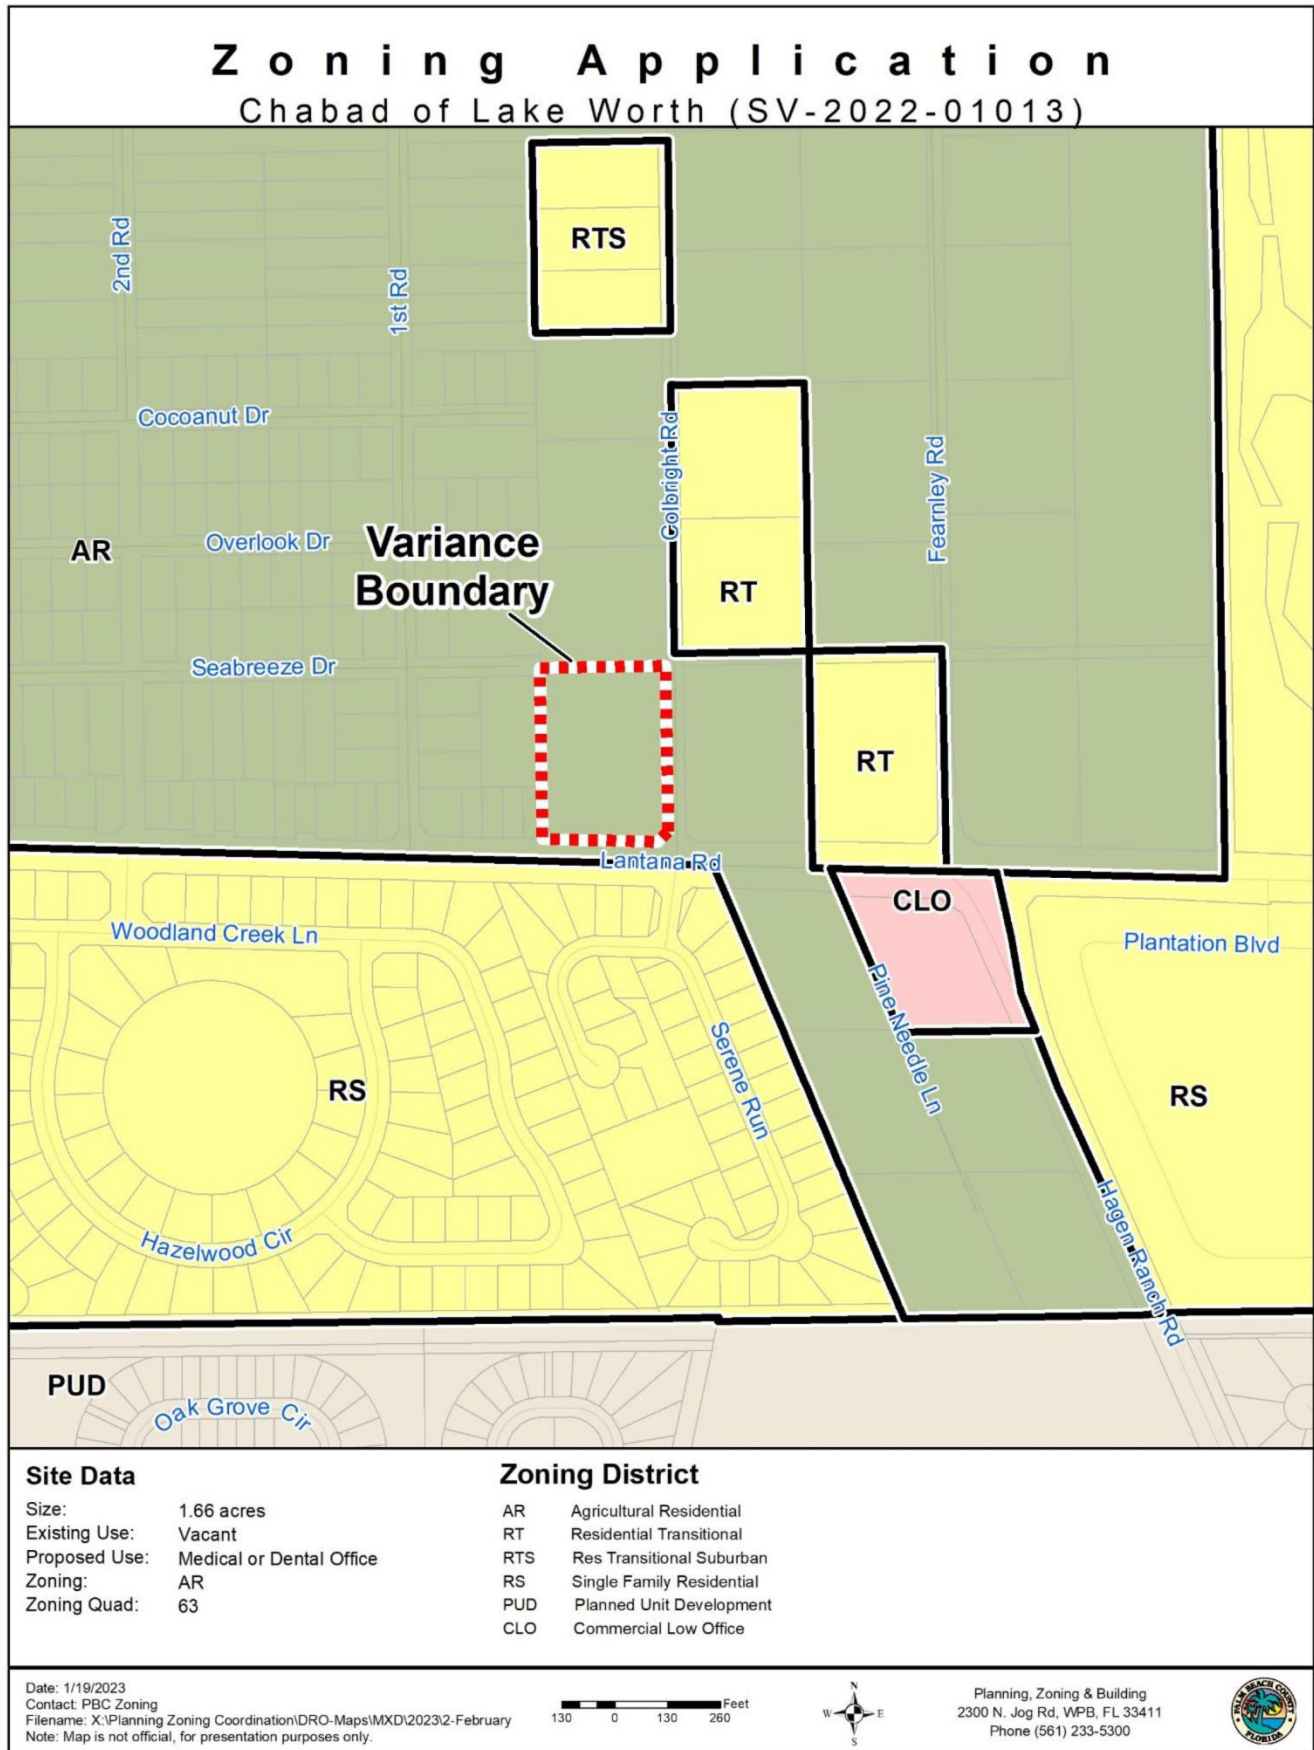 Zoning Application
Chabad of Lake Worth (SV-2022-01013)
RTS
2nd Rd
1st Rd
Cocoanut Dr
Colbright Rd
Fearnley Rd
AR
Overlook Dr
Variance
Boundary
RT
Seabreeze Dr
RT
Lantana Rd
CLO
Woodland Creek Ln
Plantation Blvd
Pine Needle Ln
Serene Run
RS
RS
Hagen Ranch Rd
Hazelwood Cir
PUD
Oak Grove Cir
Site Data
Size: 1.66 acres
Existing Use: Vacant
Proposed Use: Medical or Dental Office
Zoning: AR
Zoning Quad: 63
Zoning District
AR Agricultural Residential
RT Residential Transitional
RTS Res Transitional Suburban
RS Single Family Residential
PUD Planned Unit Development
CLO Commercial Low Office
Date: 1/19/2023
Contact: PBC Zoning
Filename: X:\Planning Zoning Coordination\DRO-Maps\MXD\2023\2-February
Note: Map is not official, for presentation purposes only.
Feet
130 0 130 260
N
W E
S
Planning, Zoning & Building
2300 N. Jog Rd, WPB, FL 33411
Phone (561) 233-5300
PALM BEACH COUNTY
FLORIDA